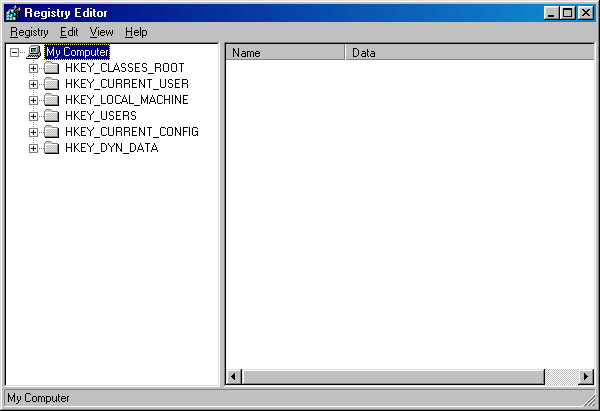 Registry Editor
Registry Edit View Help
My Computer
HKEY_CLASSES_ROOT
HKEY_CURRENT_USER
HKEY_LOCAL_MACHINE
HKEY_USERS
HKEY_CURRENT_CONFIG
HKEY_DYN_DATA
Name Data
My Computer